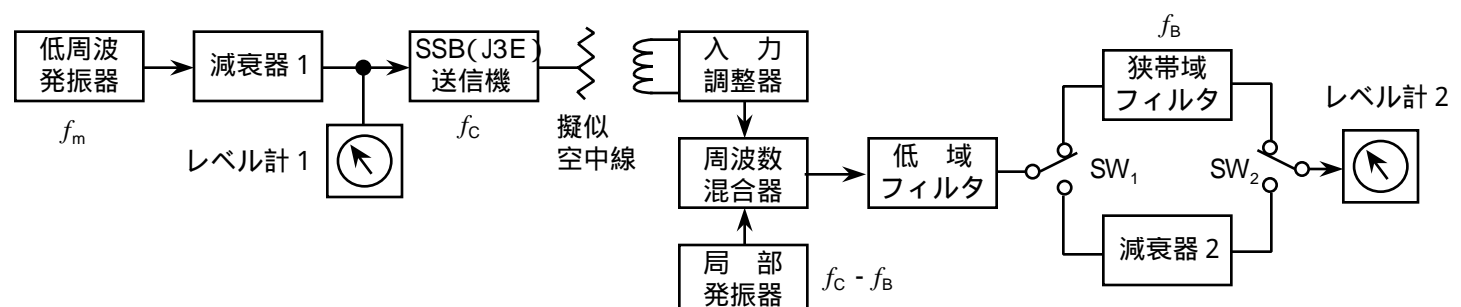 低周波
発振器
f_m
減衰器 1
レベル計 1
SSB(J3E)
送信機
f_C
擬似
空中線
入 力
調整器
周波数
混合器
局 部
発振器
f_C - f_B
低 域
フィルタ
SW₁
f_B
狭帯域
フィルタ
減衰器 2
SW₂
レベル計 2